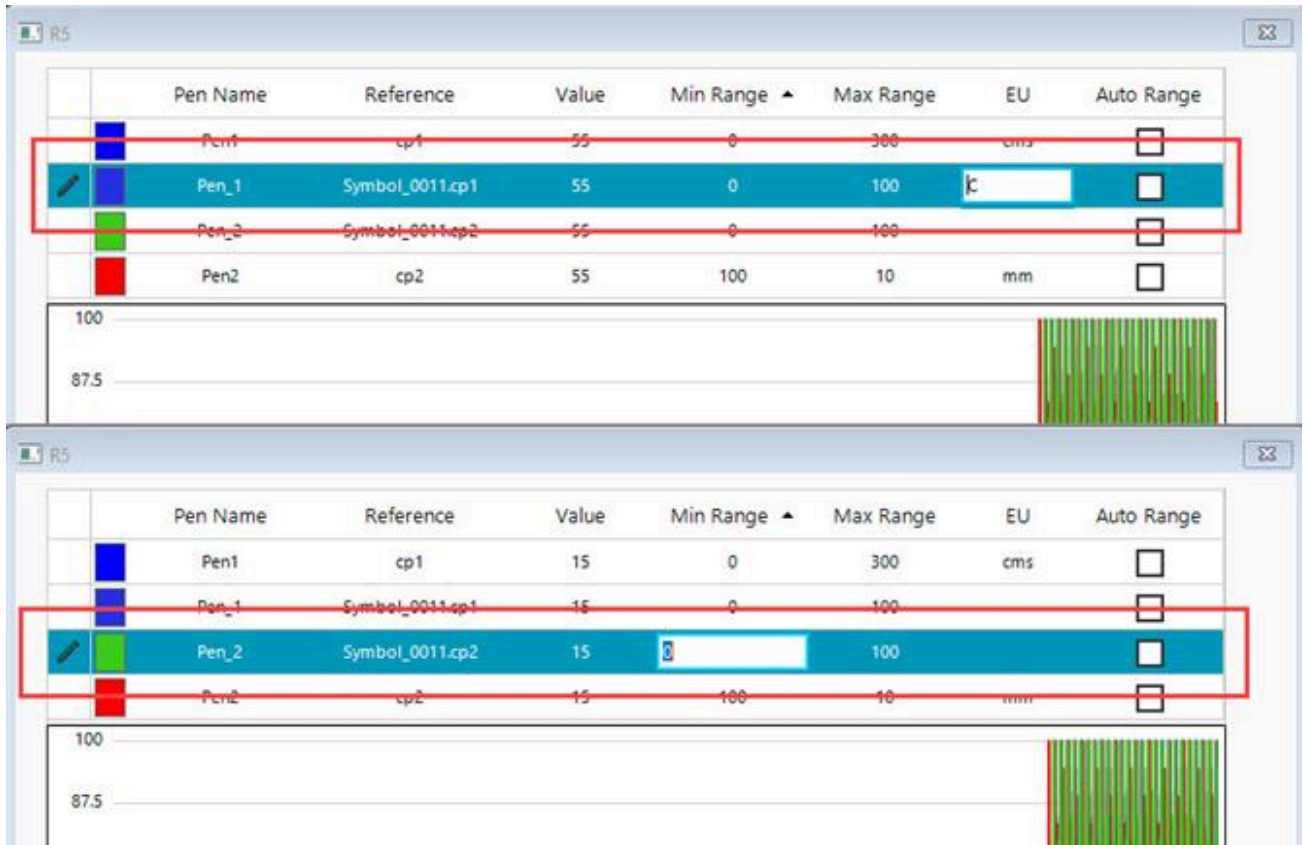 R5
Pen Name Reference Value Min Range Max Range EU Auto Range
Pen1 cp1 55 0 300 cms
Pen_1 Symbol_0011.cp1 55 0 100 C
Pen_2 Symbol_0011.cp2 55 0 100
Pen2 cp2 55 100 10 mm
100
87.5
R5
Pen Name Reference Value Min Range Max Range EU Auto Range
Pen1 cp1 15 0 300 cms
Pen_1 Symbol_0011.cp1 15 0 100
Pen_2 Symbol_0011.cp2 15 0 100
Pen2 cp2 15 100 10 mm
100
87.5